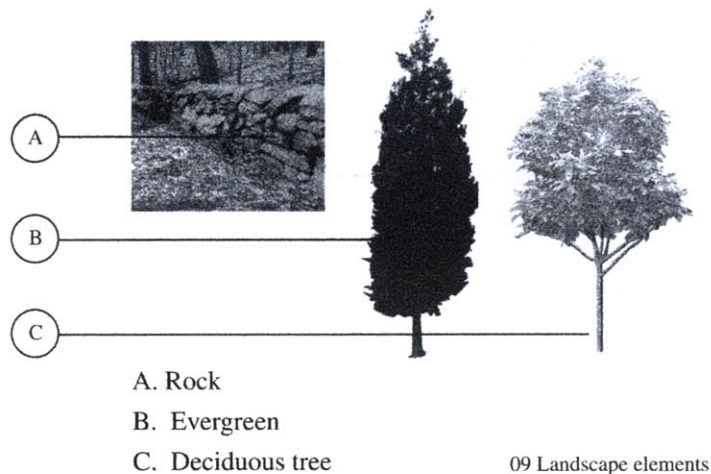 A
B
C
A. Rock
B. Evergreen
C. Deciduous tree
09 Landscape elements